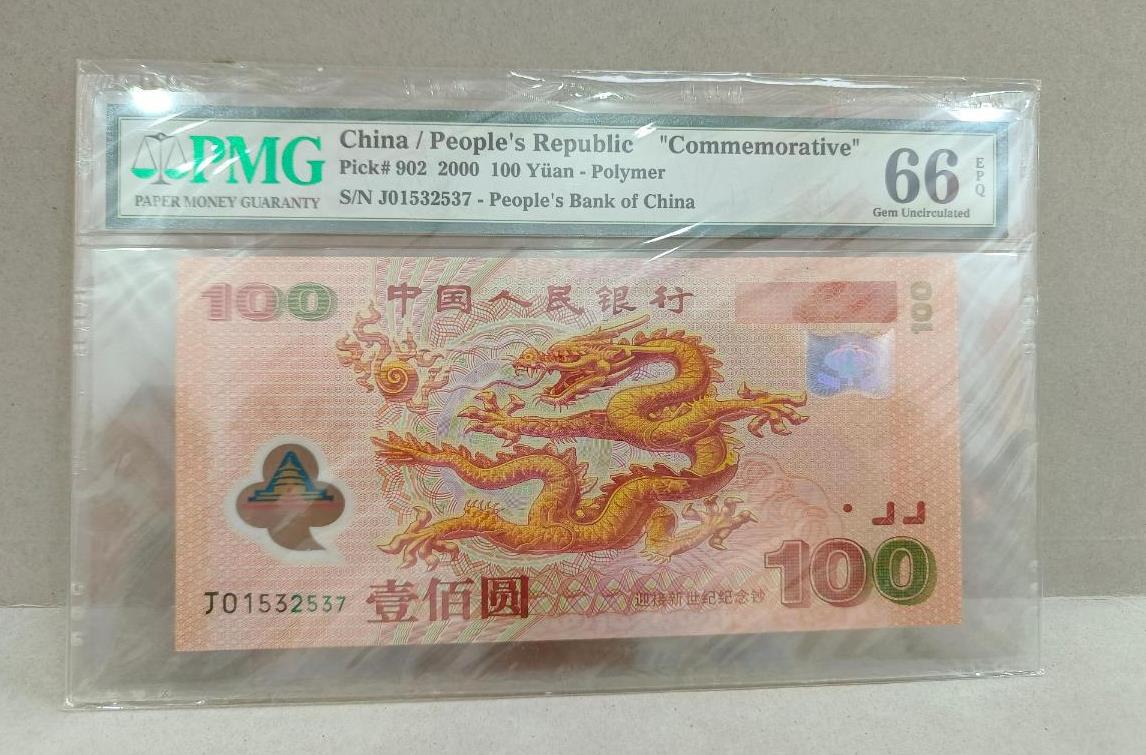 PMG
PAPER MONEY GUARANTY
China / People's Republic "Commemorative"
Pick# 902 2000 100 Yüan - Polymer
S/N J01532537 - People's Bank of China
66
EPQ
Gem Uncirculated
100
中国人民银行
100
J01532537
壹佰圆
迎接新世纪纪念钞
100